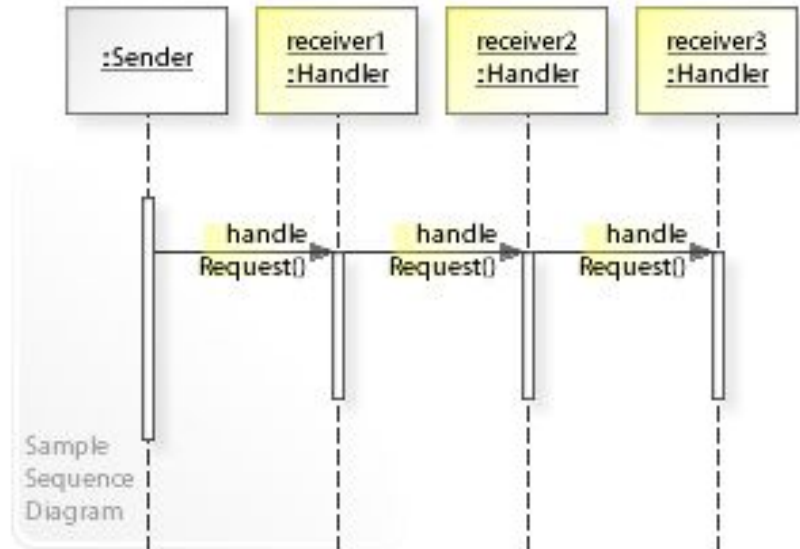 :Sender
receiver1
:Handler
receiver2
:Handler
receiver3
:Handler
handle
Request()
handle
Request()
handle
Request()
Sample
Sequence
Diagram